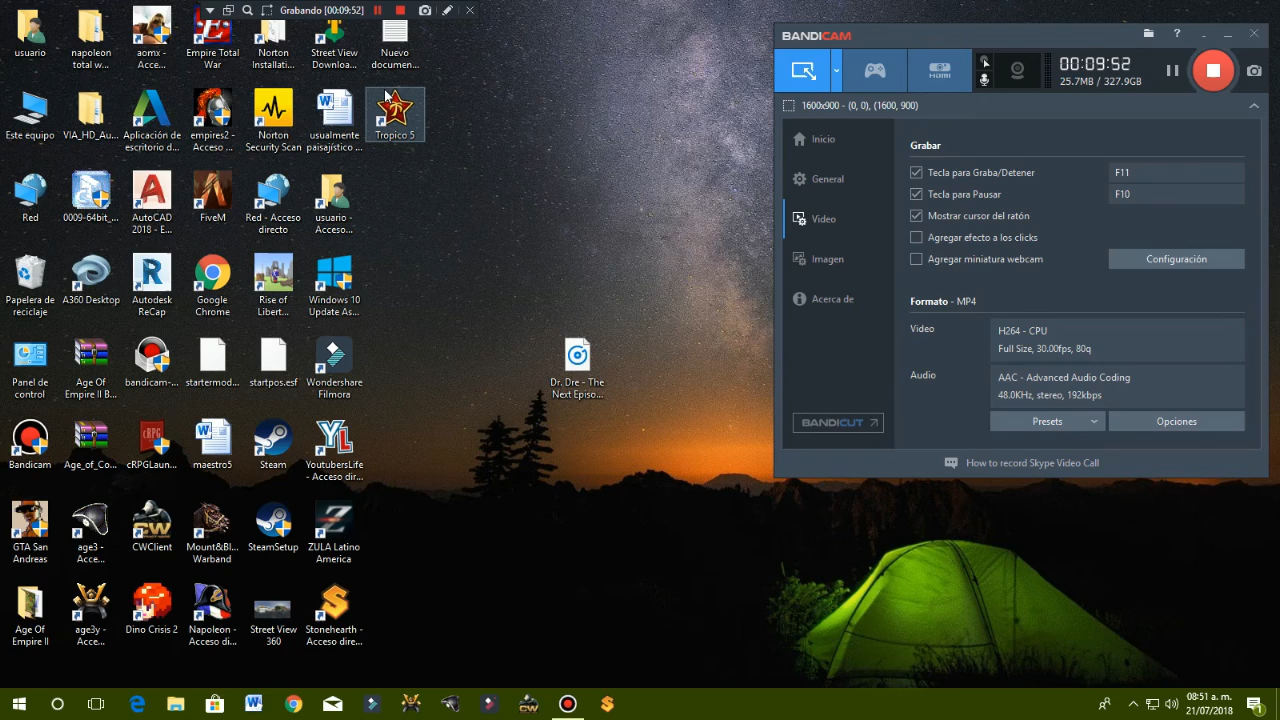 Grabando [00:09:52]
usuario
napoleon
total w...
aomx -
Acce...
Empire Total
War
Norton
Installati...
Street View
Downloa...
Nuevo
documen...
Este equipo
VIA_HD_Au...
Aplicación de
escritorio d...
empires2 -
Acceso ...
Norton
Security Scan
usualmente
paisajístico ...
Tropico 5
Red
0009-64bit_...
AutoCAD
2018 - E...
FiveM
Red - Acceso
directo
usuario -
Acceso...
Papelera de
reciclaje
A360 Desktop
Autodesk
ReCap
Google
Chrome
Rise of
Libert...
Windows 10
Update As...
Panel de
control
Age Of
Empire II B...
bandicam-...
startermod...
startpos.esf
Wondershare
Filmora
Dr. Dre - The
Next Episo...
Bandicam
Age_of_Co...
cRPG
cRPGLaun...
maestro5
Steam
YL
YoutubersLife
- Acceso dir...
GTA San
Andreas
age3 -
Acce...
CW
CWClient
Mount&Bl...
Warband
SteamSetup
ZULA Latino
America
Age Of
Empire II
age3y -
Acce...
Dino Crisis 2
Napoleon -
Acceso di...
Street View
360
Stonehearth -
Acceso dire...
BANDICAM
HDMI
00:09:52
25.7MB / 327.9GB
1600x900 - (0, 0), (1600, 900)
Inicio
General
Video
Imagen
Acerca de
BANDICUT
Grabar
Tecla para Graba/Detener
F11
Tecla para Pausar
F10
Mostrar cursor del ratón
Agregar efecto a los clicks
Agregar miniatura webcam
Configuración
Formato - MP4
Video
H264 - CPU
Full Size, 30.00fps, 80q
Audio
AAC - Advanced Audio Coding
48.0KHz, stereo, 192kbps
Presets
Opciones
How to record Skype Video Call
CW
08:51 a. m.
21/07/2018
1